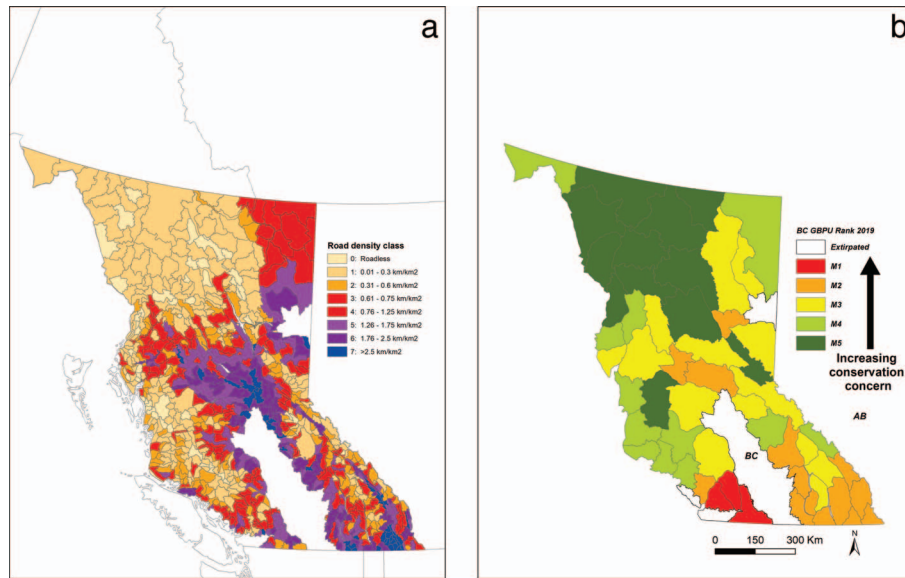 a
Road density class
0: Roadless
1: 0.01 - 0.3 km/km2
2: 0.31 - 0.6 km/km2
3: 0.61 - 0.75 km/km2
4: 0.76 - 1.25 km/km2
5: 1.26 - 1.75 km/km2
6: 1.76 - 2.5 km/km2
7: >2.5 km/km2
b
BC GBPU Rank 2019
Extirpated
M1
M2
M3
M4
M5
Increasing
conservation
concern
AB
BC
N
0 150 300 Km